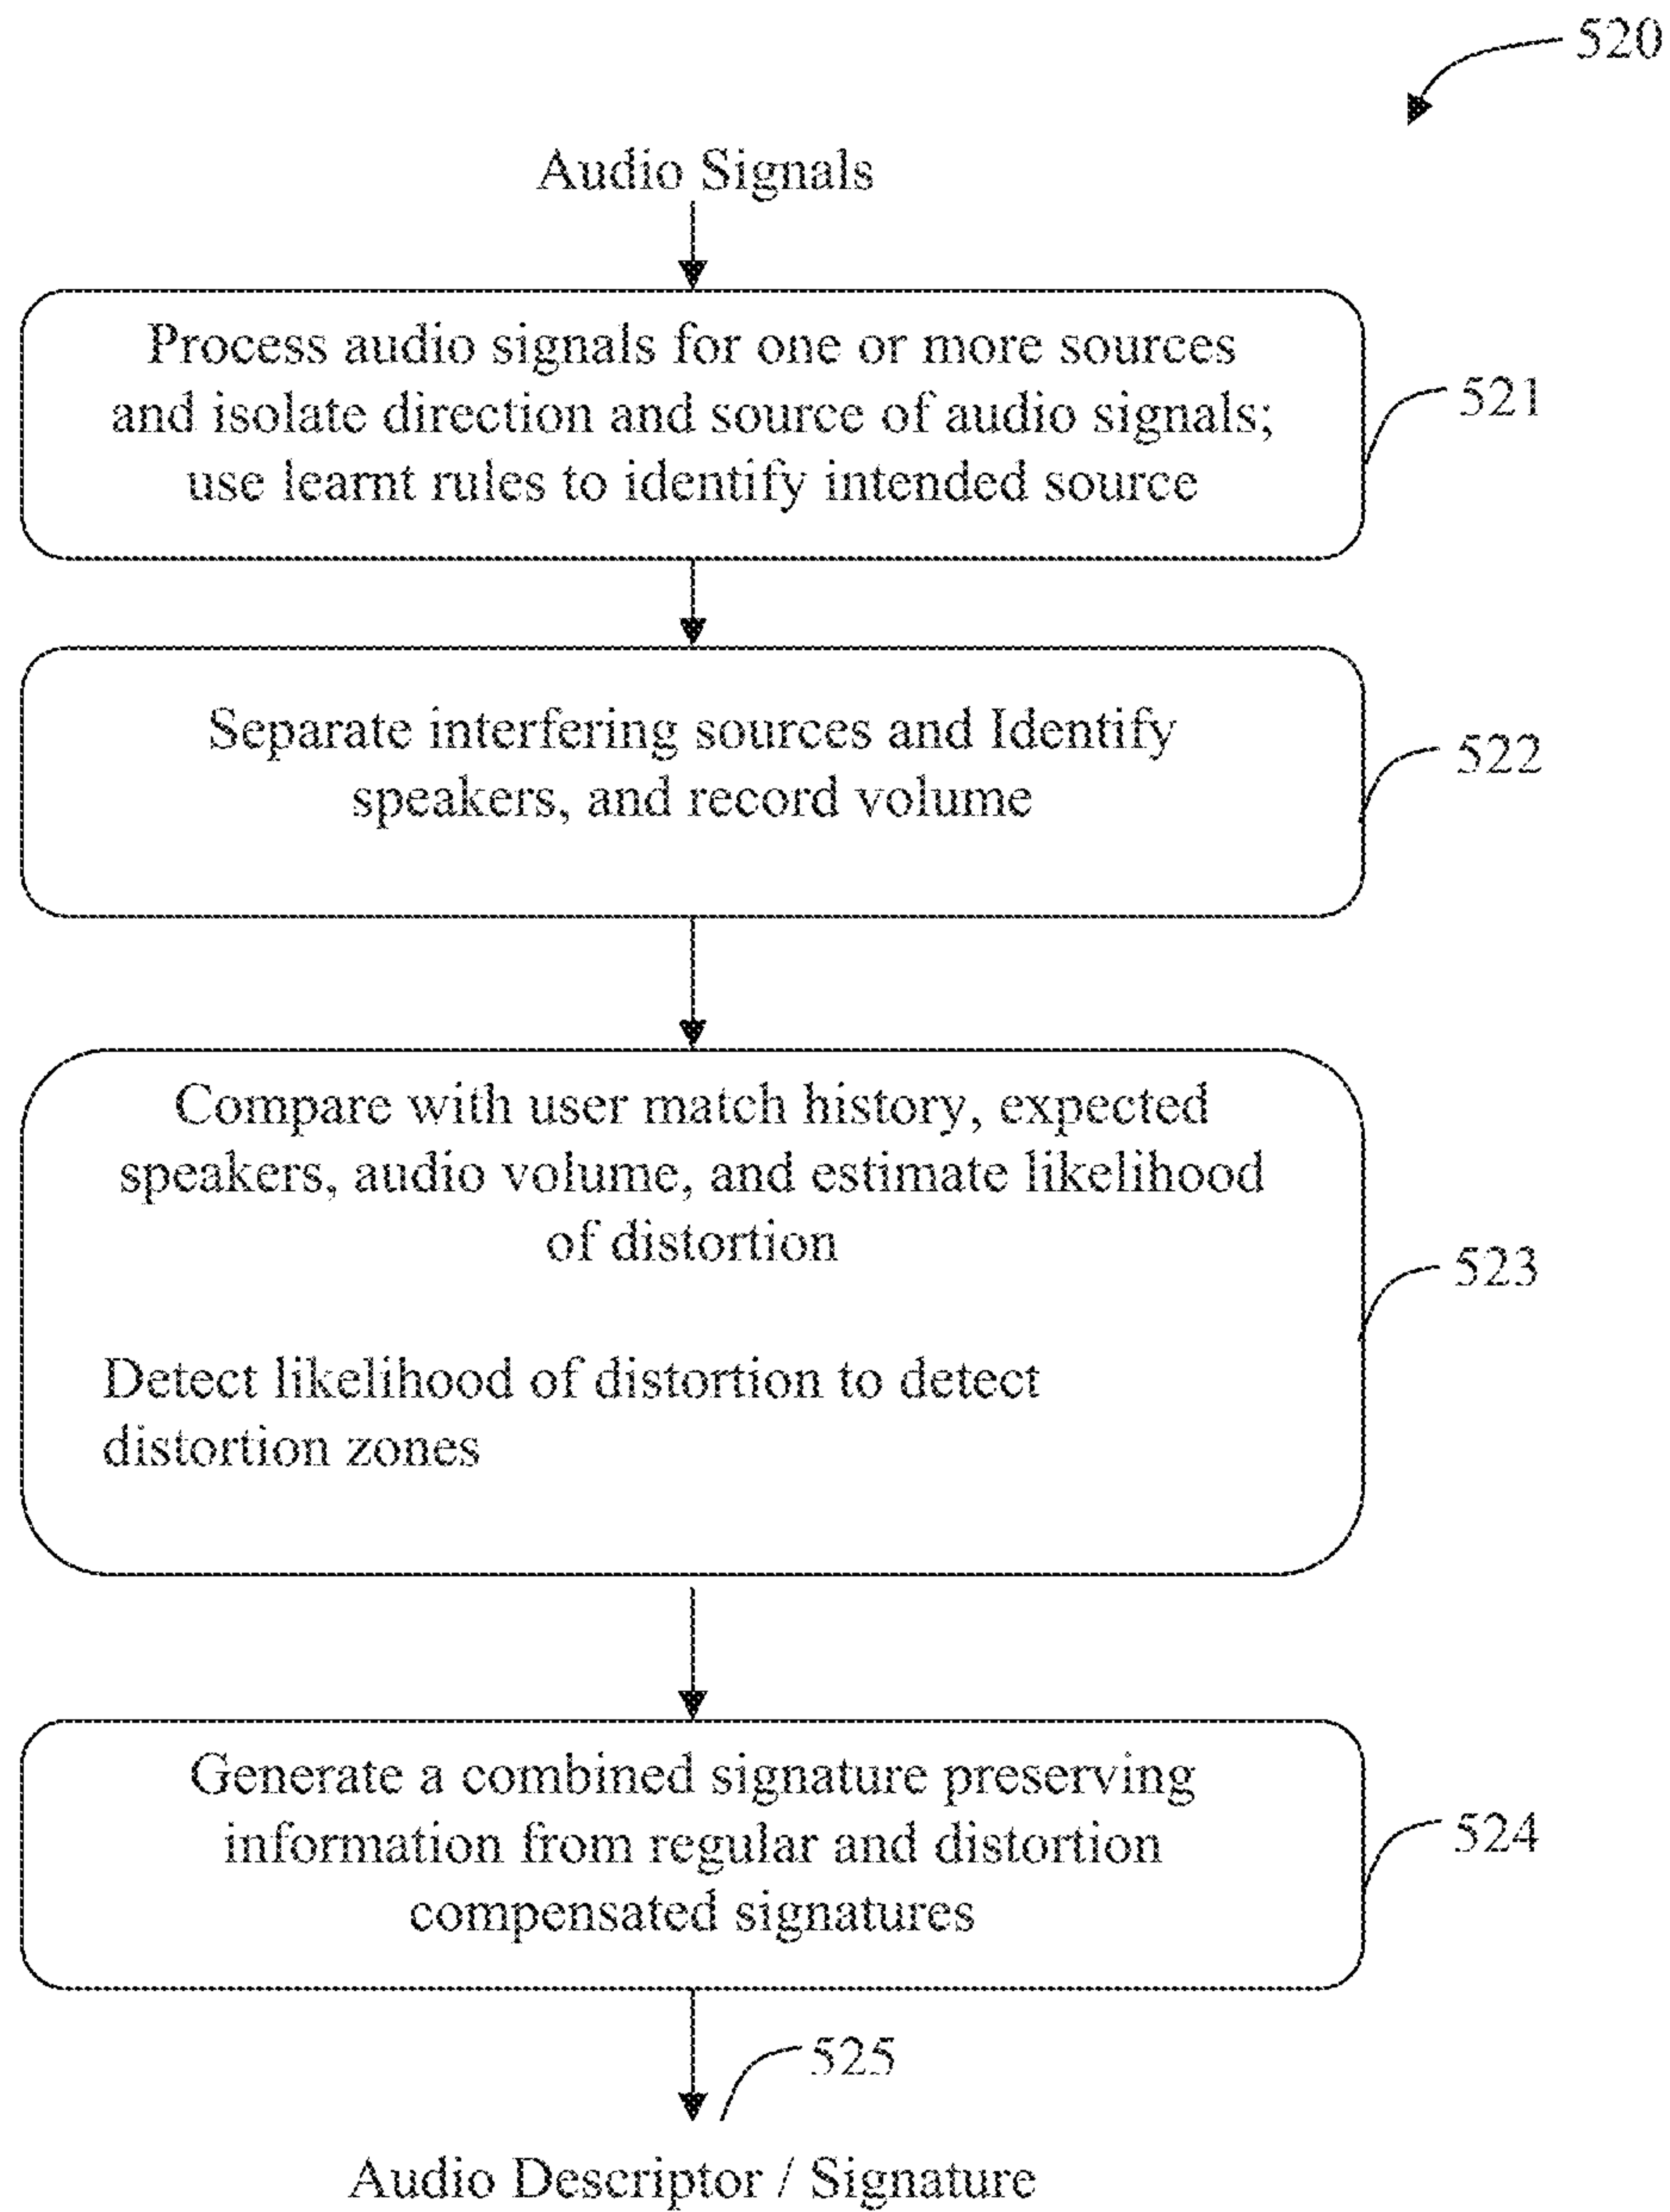 520
Audio Signals
Process audio signals for one or more sources
and isolate direction and source of audio signals;
use learnt rules to identify intended source
521
Separate interfering sources and Identify
speakers, and record volume
522
Compare with user match history, expected
speakers, audio volume, and estimate likelihood
of distortion
Detect likelihood of distortion to detect
distortion zones
523
Generate a combined signature preserving
information from regular and distortion
compensated signatures
524
525
Audio Descriptor / Signature